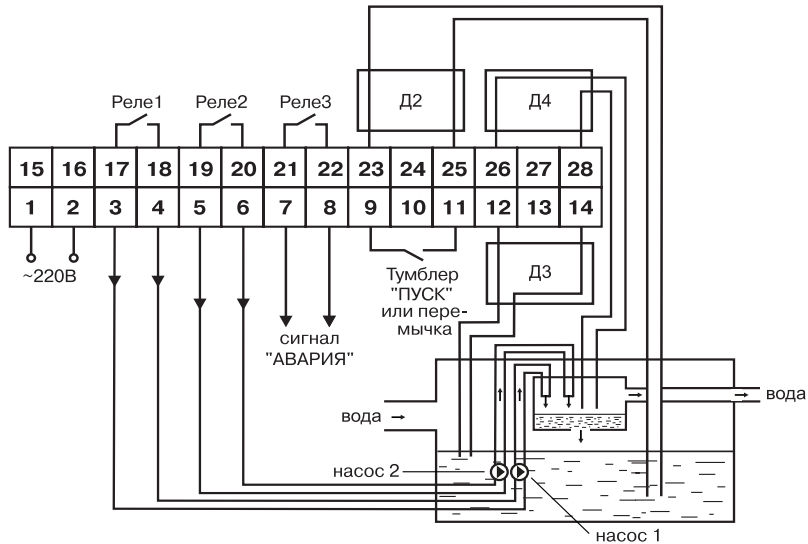 Д2
Д4
Реле1 Реле2 Реле3
15 16 17 18 19 20 21 22 23 24 25 26 27 28
1 2 3 4 5 6 7 8 9 10 11 12 13 14
~220В
Тумблер
"ПУСК"
или пере-
мычка
Д3
сигнал
"АВАРИЯ"
вода
вода
насос 2
насос 1